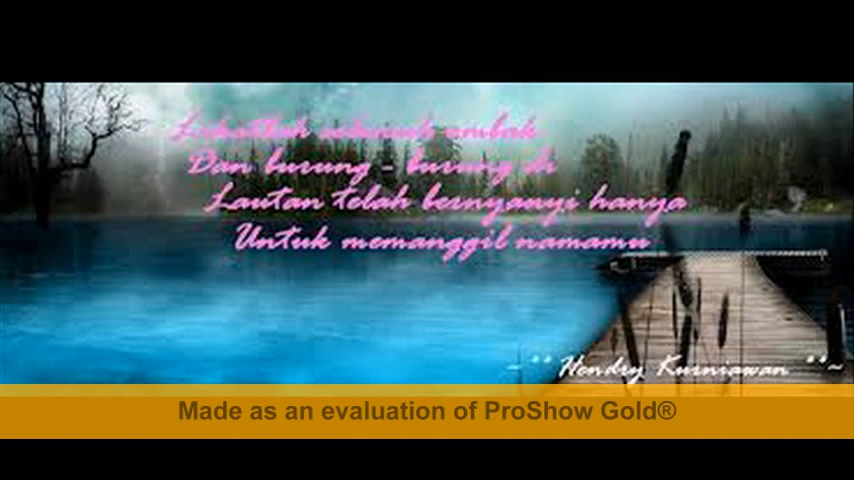 Lihatlah seluruh ombak
Dan burung - burung di
Lautan telah bernyanyi hanya
Untuk memanggil namamu
~ ** Hendry Kurniawan **~
Made as an evaluation of ProShow Gold®